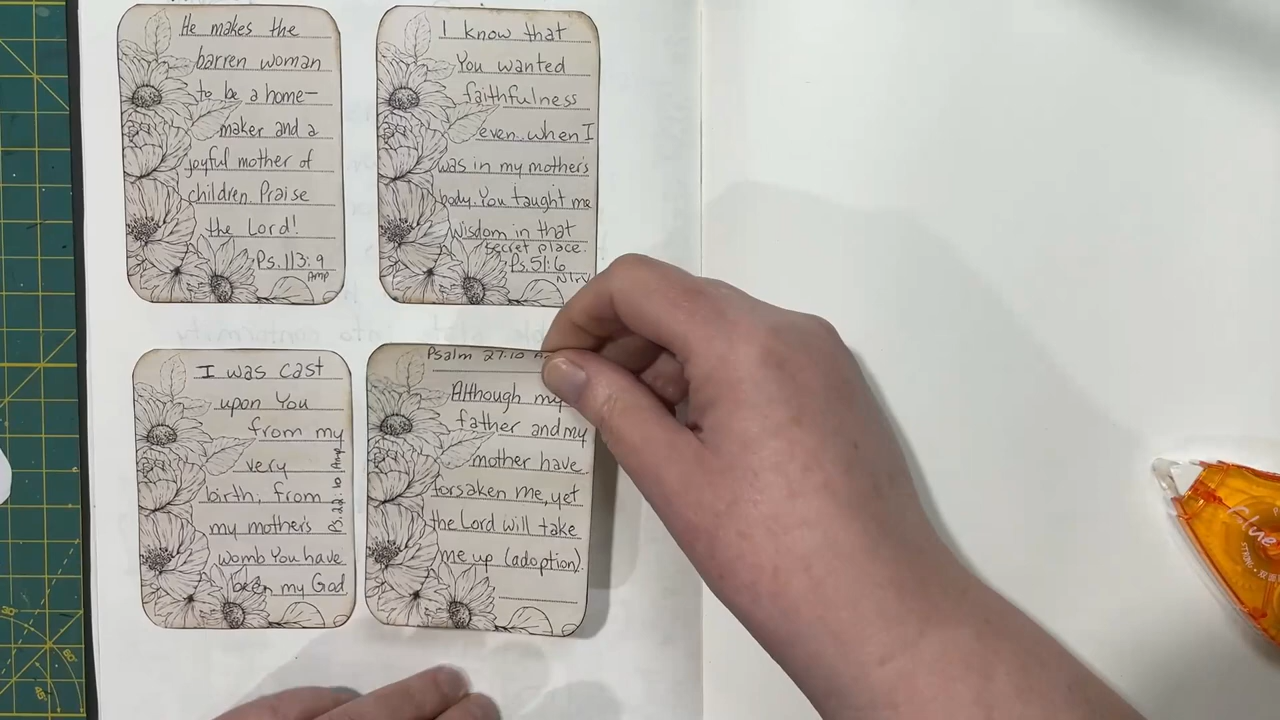 He makes the
barren woman
to be a home-
maker and a
joyful mother of
children. Praise
the Lord!
Ps. 113:9
Amp
I know that
You wanted
faithfulness
even when I
was in my mother's
body. You taught me
wisdom in that
secret place.
Ps. 51:6
NIrV
I was cast
upon You
from my
very
birth; from
my mother's
womb You have
been my God
Ps. 22:10 Amp
Psalm 27:10
Although my
father and my
mother have
forsaken me, yet
the Lord will take
me up (adoption).
Glue